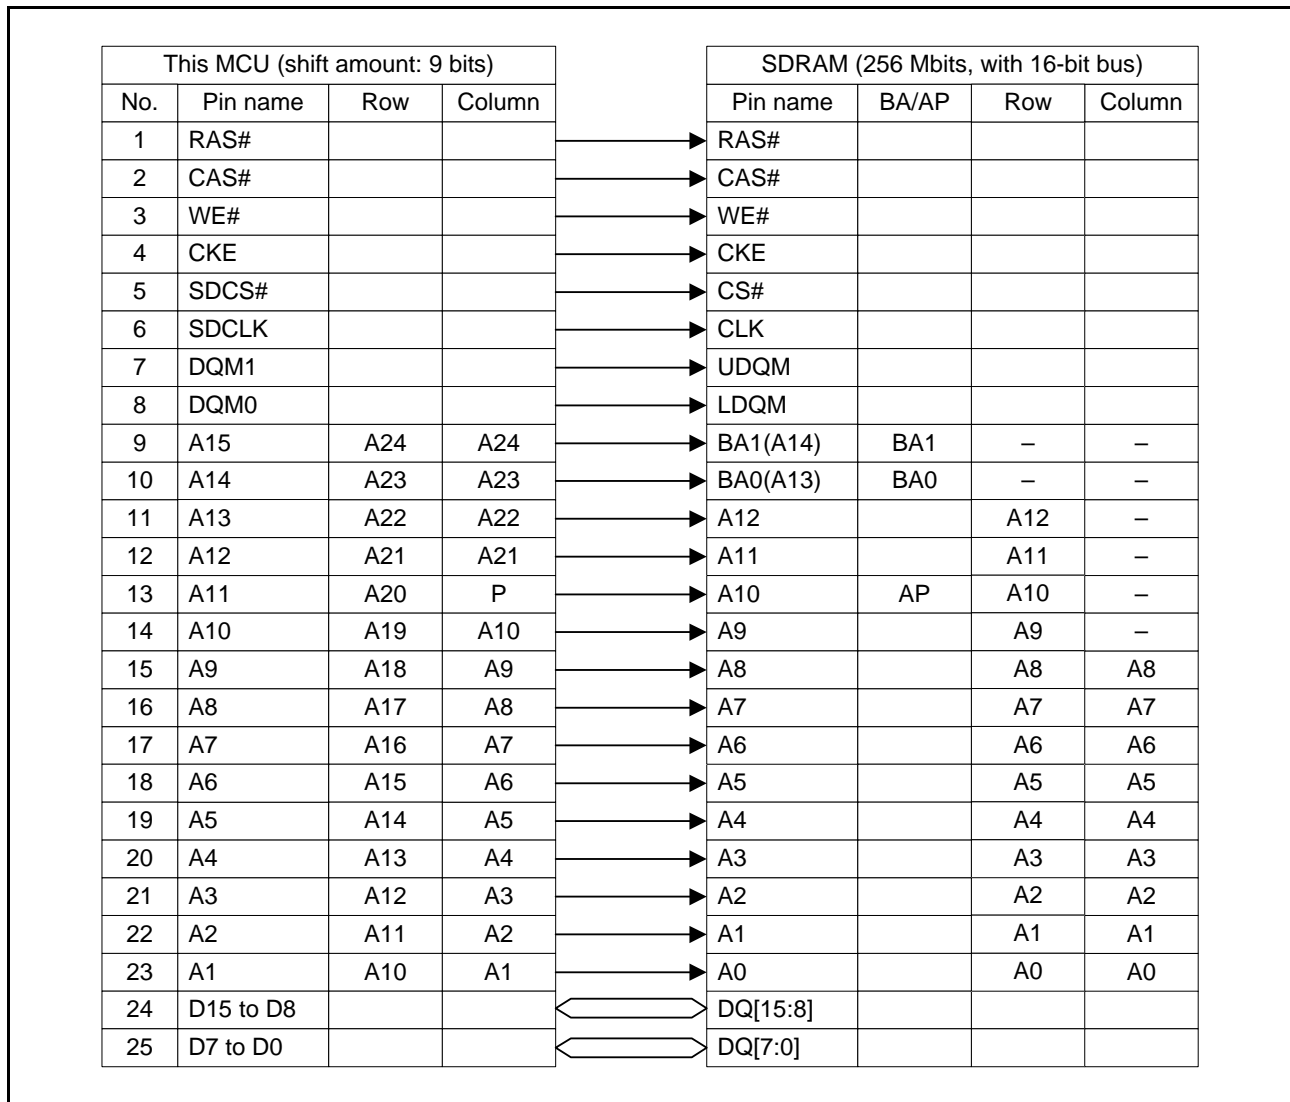 This MCU (shift amount: 9 bits) SDRAM (256 Mbits, with 16-bit bus)
No. Pin name Row Column Pin name BA/AP Row Column
1 RAS# RAS#
2 CAS# CAS#
3 WE# WE#
4 CKE CKE
5 SDCS# CS#
6 SDCLK CLK
7 DQM1 UDQM
8 DQM0 LDQM
9 A15 A24 A24 BA1(A14) BA1 – –
10 A14 A23 A23 BA0(A13) BA0 – –
11 A13 A22 A22 A12 A12 –
12 A12 A21 A21 A11 A11 –
13 A11 A20 P A10 AP A10 –
14 A10 A19 A10 A9 A9 –
15 A9 A18 A9 A8 A8 A8
16 A8 A17 A8 A7 A7 A7
17 A7 A16 A7 A6 A6 A6
18 A6 A15 A6 A5 A5 A5
19 A5 A14 A5 A4 A4 A4
20 A4 A13 A4 A3 A3 A3
21 A3 A12 A3 A2 A2 A2
22 A2 A11 A2 A1 A1 A1
23 A1 A10 A1 A0 A0 A0
24 D15 to D8 DQ[15:8]
25 D7 to D0 DQ[7:0]